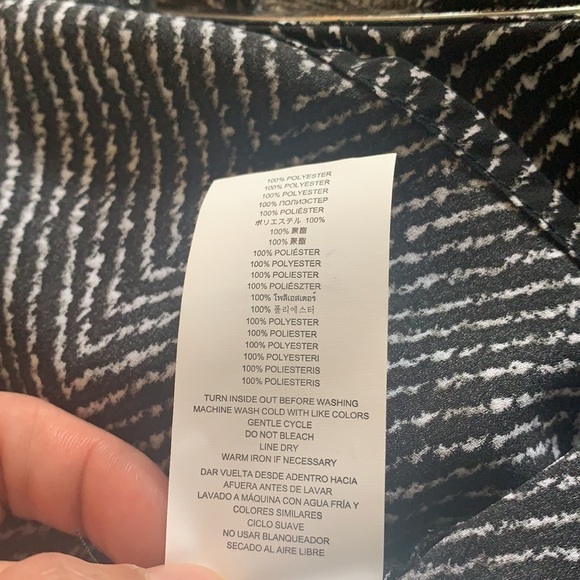 100% POLYESTER
100% POLYESTER
100% POLYESTER
100% ПОЛИЭСТЕР
100% POLIÉSTER
ポリエステル 100%
100% 聚酯
100% 聚酯
100% POLIÉSTER
100% POLYESTER
100% POLIESTER
100% POLIÉSZTER
100% โพลีเอสเตอร์
100% 폴리에스터
100% POLYESTER
100% POLIESTER
100% POLYESTER
100% POLYESTERI
100% POLIESTERIS
100% POLIESTERIS
TURN INSIDE OUT BEFORE WASHING
MACHINE WASH COLD WITH LIKE COLORS
GENTLE CYCLE
DO NOT BLEACH
LINE DRY
WARM IRON IF NECESSARY
DAR VUELTA DESDE ADENTRO HACIA
AFUERA ANTES DE LAVAR
LAVADO A MÁQUINA CON AGUA FRÍA Y
COLORES SIMILARES
CICLO SUAVE
NO USAR BLANQUEADOR
SECADO AL AIRE LIBRE